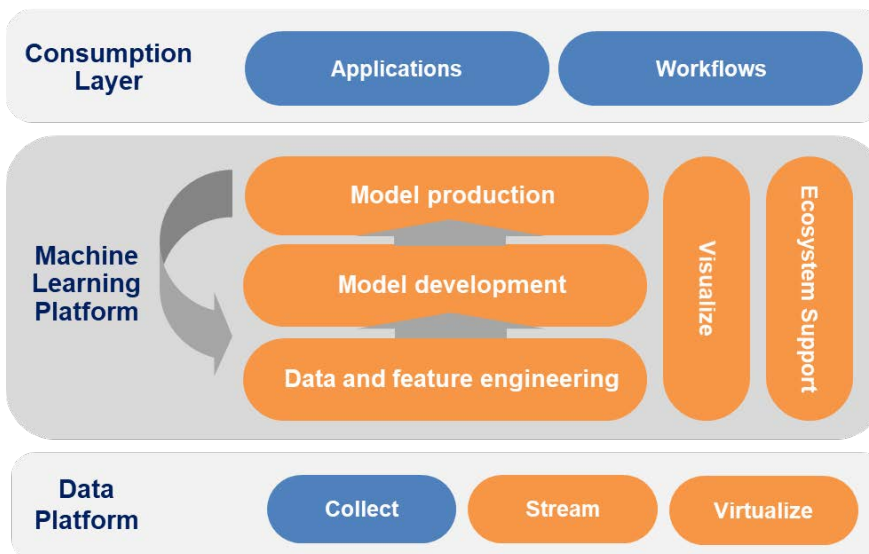 Consumption
Layer
Applications
Workflows
Machine
Learning
Platform
Model production
Model development
Data and feature engineering
Visualize
Ecosystem Support
Data
Platform
Collect
Stream
Virtualize